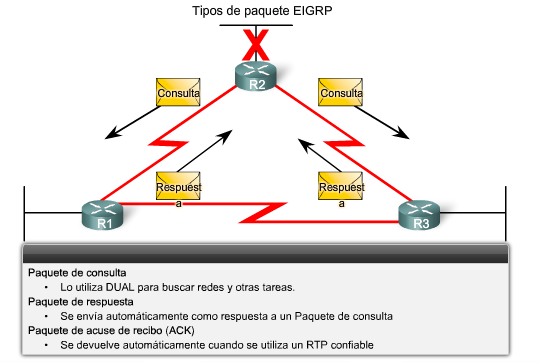 Tipos de paquete EIGRP
R2
Consulta
Consulta
Respuest
a
Respuest
a
R1
R3
Paquete de consulta
• Lo utiliza DUAL para buscar redes y otras tareas.
Paquete de respuesta
• Se envía automáticamente como respuesta a un Paquete de consulta
Paquete de acuse de recibo (ACK)
• Se devuelve automáticamente cuando se utiliza un RTP confiable